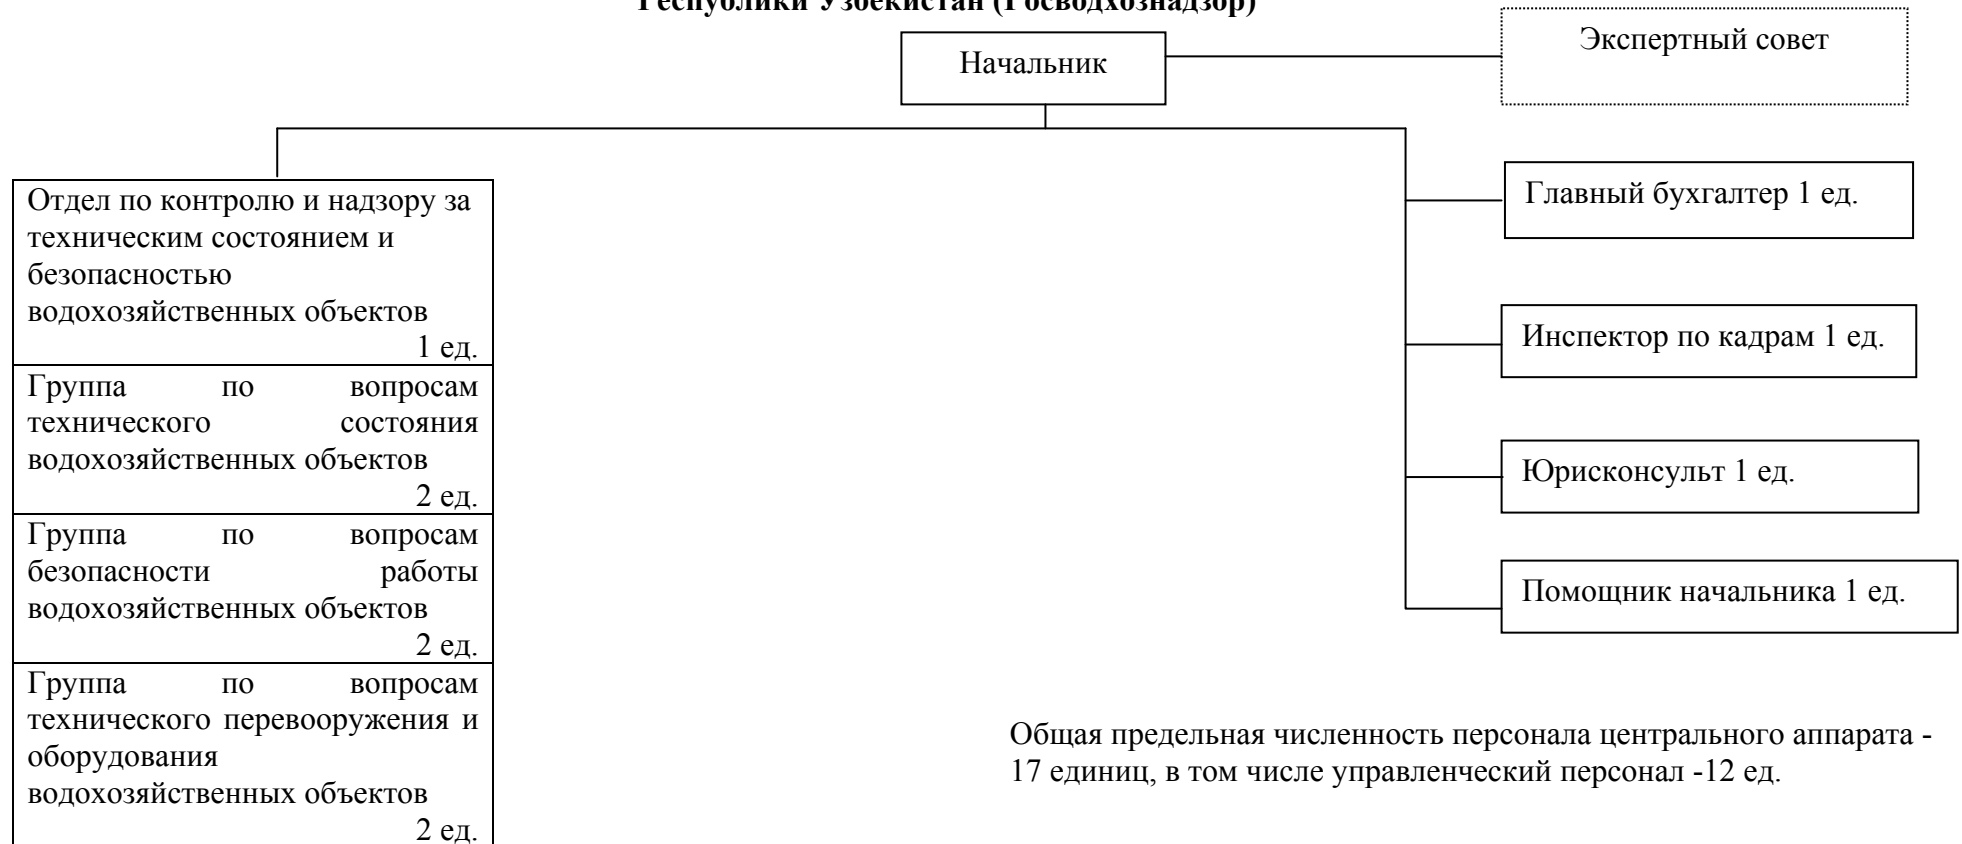 Республики Узбекистан (Госводхознадзор)
Начальник
Экспертный совет
Отдел по контролю и надзору за
техническим состоянием и
безопасностью
водохозяйственных объектов
1 ед.
Группа по вопросам
технического состояния
водохозяйственных объектов
2 ед.
Группа по вопросам
безопасности работы
водохозяйственных объектов
2 ед.
Группа по вопросам
технического перевооружения и
оборудования
водохозяйственных объектов
2 ед.
Главный бухгалтер 1 ед.
Инспектор по кадрам 1 ед.
Юрисконсульт 1 ед.
Помощник начальника 1 ед.
Общая предельная численность персонала центрального аппарата -
17 единиц, в том числе управленческий персонал -12 ед.